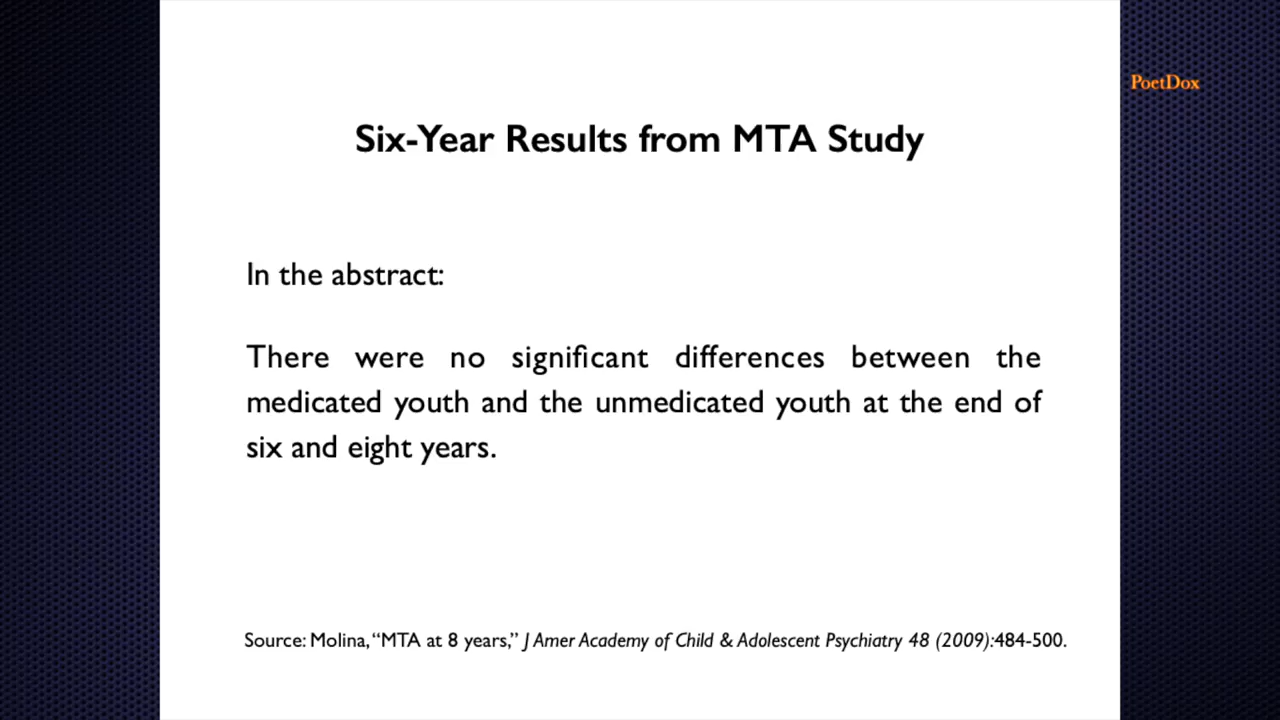 PoetDox
Six-Year Results from MTA Study
In the abstract:
There were no significant differences between the
medicated youth and the unmedicated youth at the end of
six and eight years.
Source: Molina, “MTA at 8 years,” J Amer Academy of Child & Adolescent Psychiatry 48 (2009):484-500.